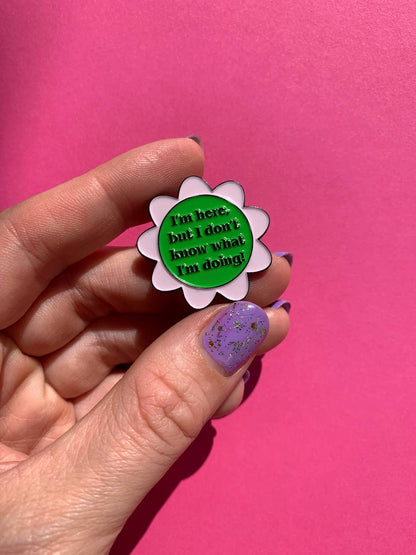 I'm here,
but I don't
know what
I'm doing!